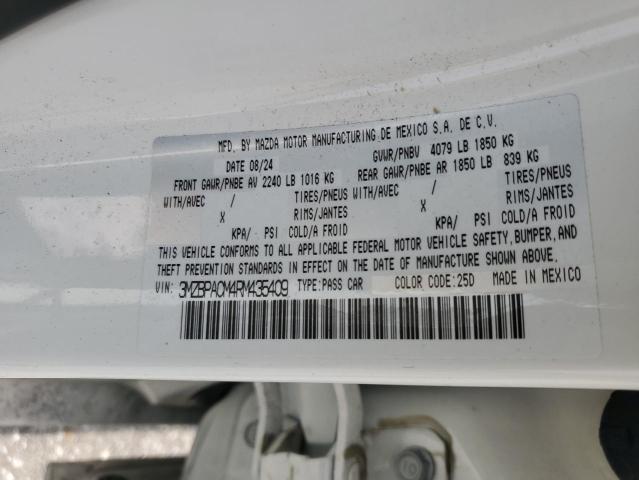 MFD. BY MAZDA MOTOR MANUFACTURING DE MEXICO S.A. DE C.V.
DATE 08/24 GVWR/PNBV 4079 LB 1850 KG
FRONT GAWR/PNBE AV 2240 LB 1016 KG REAR GAWR/PNBE AR 1850 LB 839 KG
WITH/AVEC / TIRES/PNEUS WITH/AVEC / TIRES/PNEUS
X RIMS/JANTES X RIMS/JANTES
KPA/ PSI COLD/A FROID KPA/ PSI COLD/A FROID
THIS VEHICLE CONFORMS TO ALL APPLICABLE FEDERAL MOTOR VEHICLE SAFETY, BUMPER, AND
THEFT PREVENTION STANDARDS IN EFFECT ON THE DATE OF MANUFACTURE SHOWN ABOVE.
VIN: 3MZBPACM4RM435409 TYPE:PASS CAR COLOR CODE:25D MADE IN MEXICO